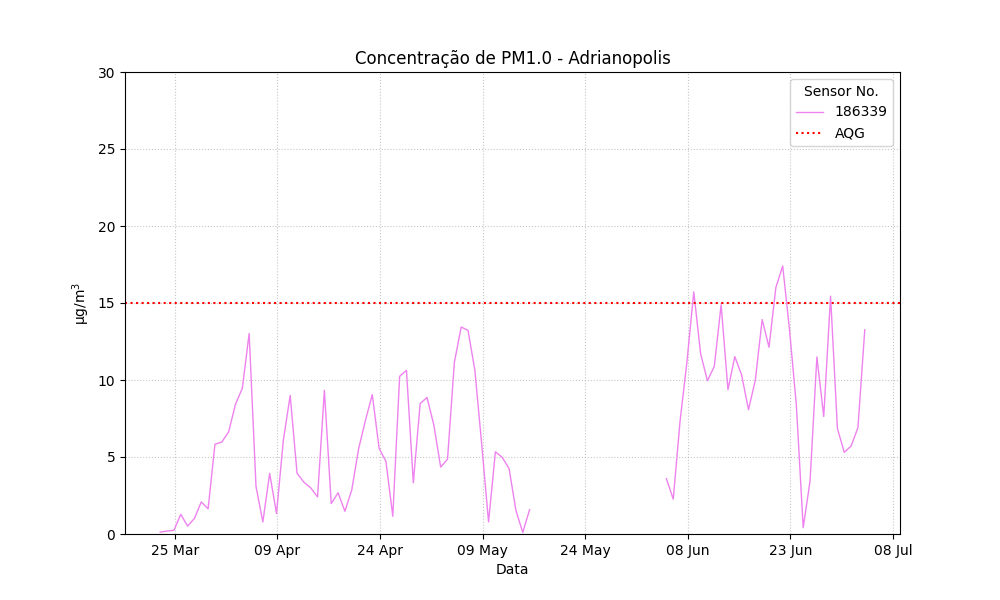 Concentração de PM1.0 - Adrianopolis
30
25
20
15
10
5
0
µg/m³
25 Mar
09 Apr
24 Apr
09 May
24 May
08 Jun
23 Jun
08 Jul
Data
Sensor No.
186339
AQG